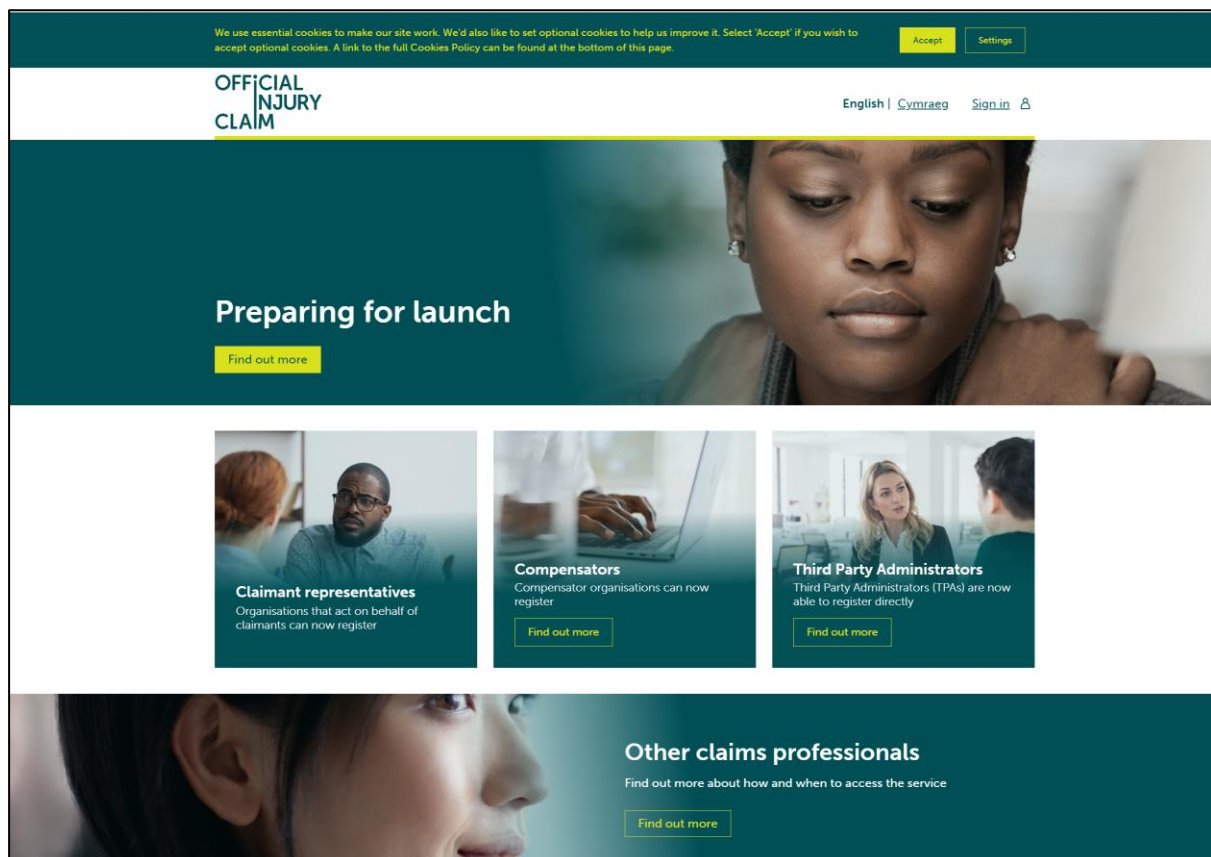 We use essential cookies to make our site work. We'd also like to set optional cookies to help us improve it. Select 'Accept' if you wish to
accept optional cookies. A link to the full Cookies Policy can be found at the bottom of this page.
Accept
Settings
OFFiCIAL
INJURY
CLAIM
English | Cymraeg Sign in
Preparing for launch
Find out more
Claimant representatives
Organisations that act on behalf of
claimants can now register
Compensators
Compensator organisations can now
register
Find out more
Third Party Administrators
Third Party Administrators (TPAs) are now
able to register directly
Find out more
Other claims professionals
Find out more about how and when to access the service
Find out more